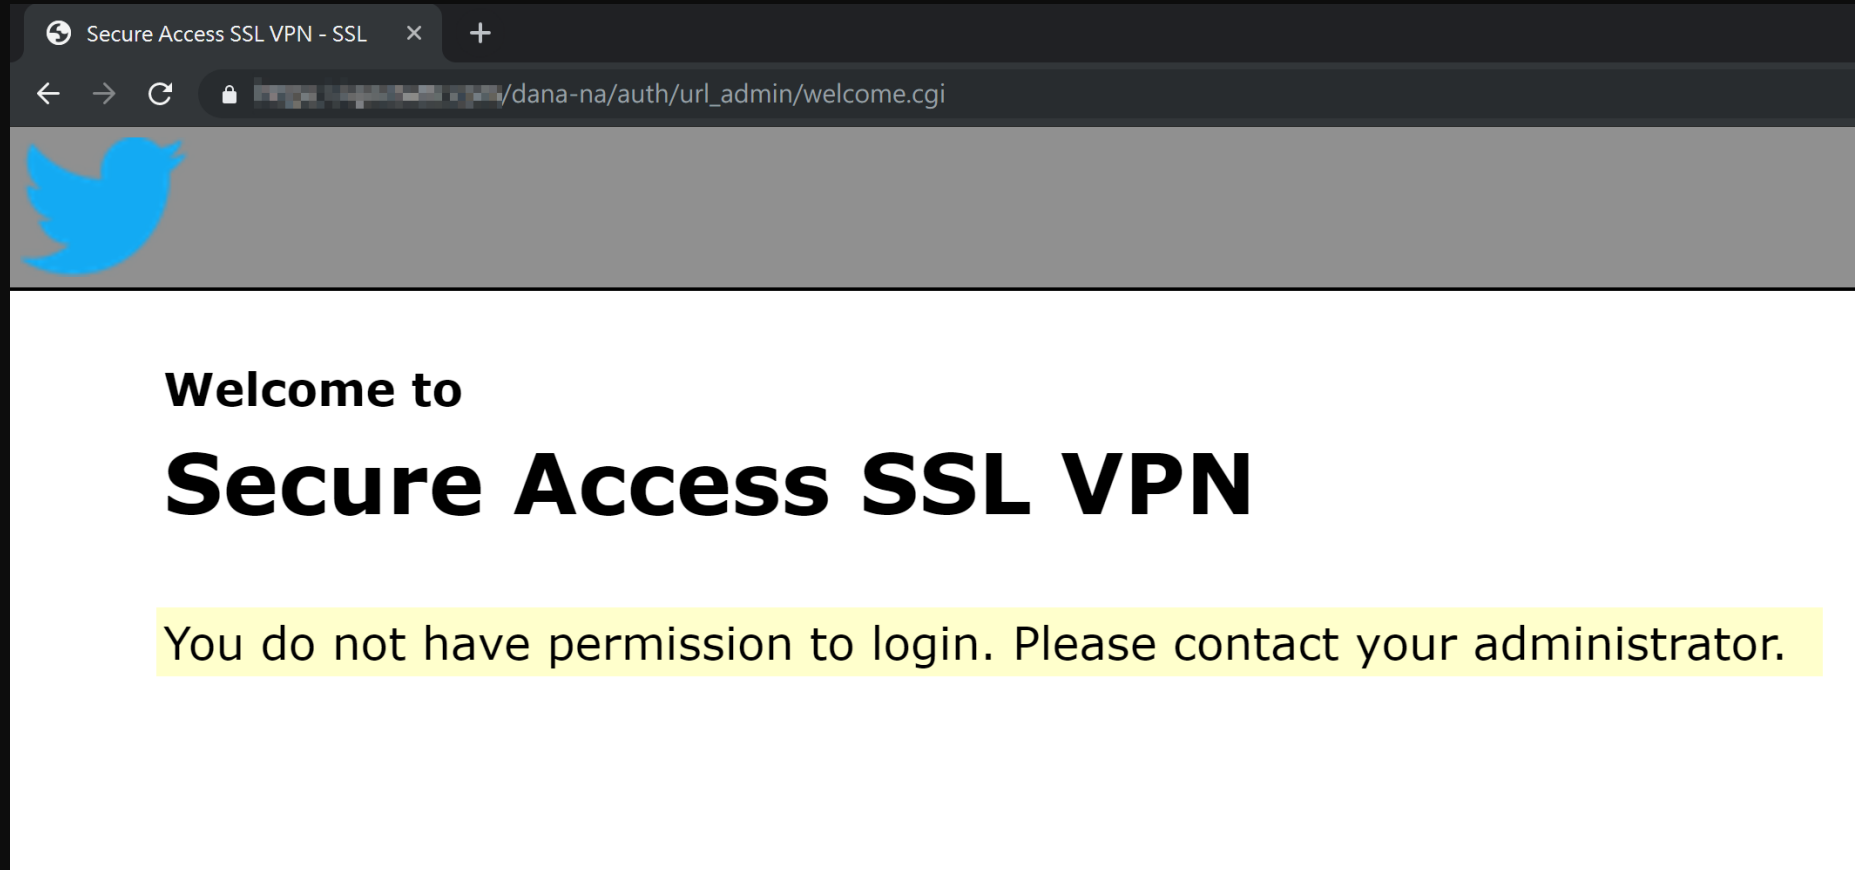 Secure Access SSL VPN - SSL
/dana-na/auth/url_admin/welcome.cgi
Welcome to
Secure Access SSL VPN
You do not have permission to login. Please contact your administrator.